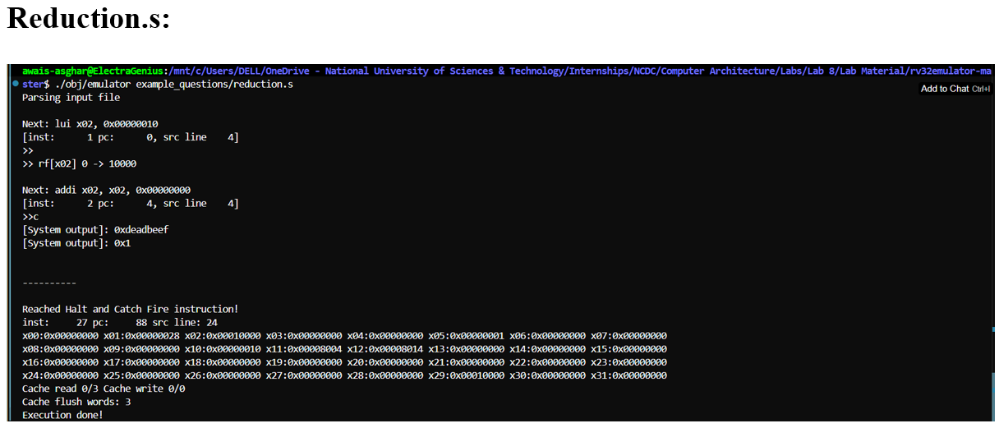 Reduction.s:
awais-asghar@ElectraGenius:/mnt/c/Users/DELL/OneDrive - National University of Sciences & Technology/Internships/NCDC/Computer Architecture/Labs/Lab 8/Lab Material/rv32emulator-ma
ster$ ./obj/emulator example_questions/reduction.s
Add to Chat Ctrl+I
Parsing input file
Next: lui x02, 0x00000010
[inst:      1 pc:      0, src line    4]
>>
>> rf[x02] 0 -> 10000
Next: addi x02, x02, 0x00000000
[inst:      2 pc:      4, src line    4]
>>c
[System output]: 0xdeadbeef
[System output]: 0x1
----------
Reached Halt and Catch Fire instruction!
inst:     27 pc:     88 src line: 24
x00:0x00000000 x01:0x00000028 x02:0x00010000 x03:0x00000000 x04:0x00000000 x05:0x00000001 x06:0x00000000 x07:0x00000000
x08:0x00000000 x09:0x00000000 x10:0x00000010 x11:0x00008004 x12:0x00008014 x13:0x00000000 x14:0x00000000 x15:0x00000000
x16:0x00000000 x17:0x00000000 x18:0x00000000 x19:0x00000000 x20:0x00000000 x21:0x00000000 x22:0x00000000 x23:0x00000000
x24:0x00000000 x25:0x00000000 x26:0x00000000 x27:0x00000000 x28:0x00000000 x29:0x00010000 x30:0x00000000 x31:0x00000000
Cache read 0/3 Cache write 0/0
Cache flush words: 3
Execution done!